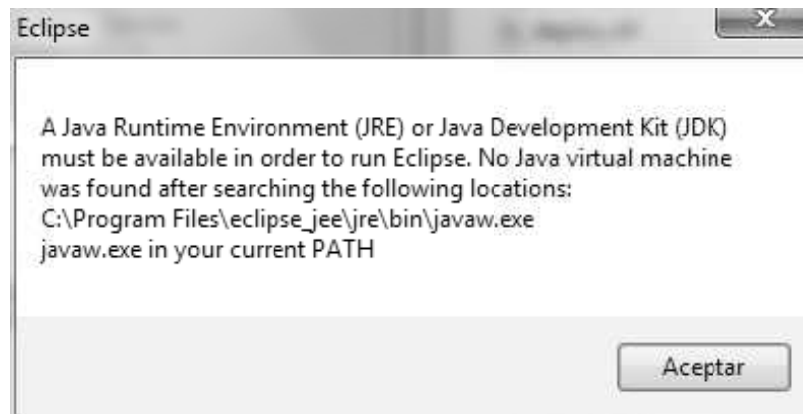 Eclipse
A Java Runtime Environment (JRE) or Java Development Kit (JDK)
must be available in order to run Eclipse. No Java virtual machine
was found after searching the following locations:
C:\Program Files\eclipse_jee\jre\bin\javaw.exe
javaw.exe in your current PATH
Aceptar